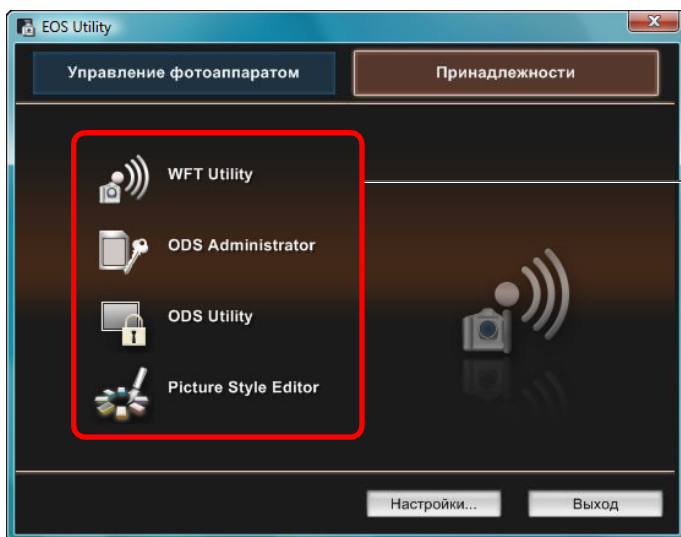 EOS Utility
Управление фотоаппаратом
Принадлежности
WFT Utility
ODS Administrator
ODS Utility
Picture Style Editor
Настройки...
Выход